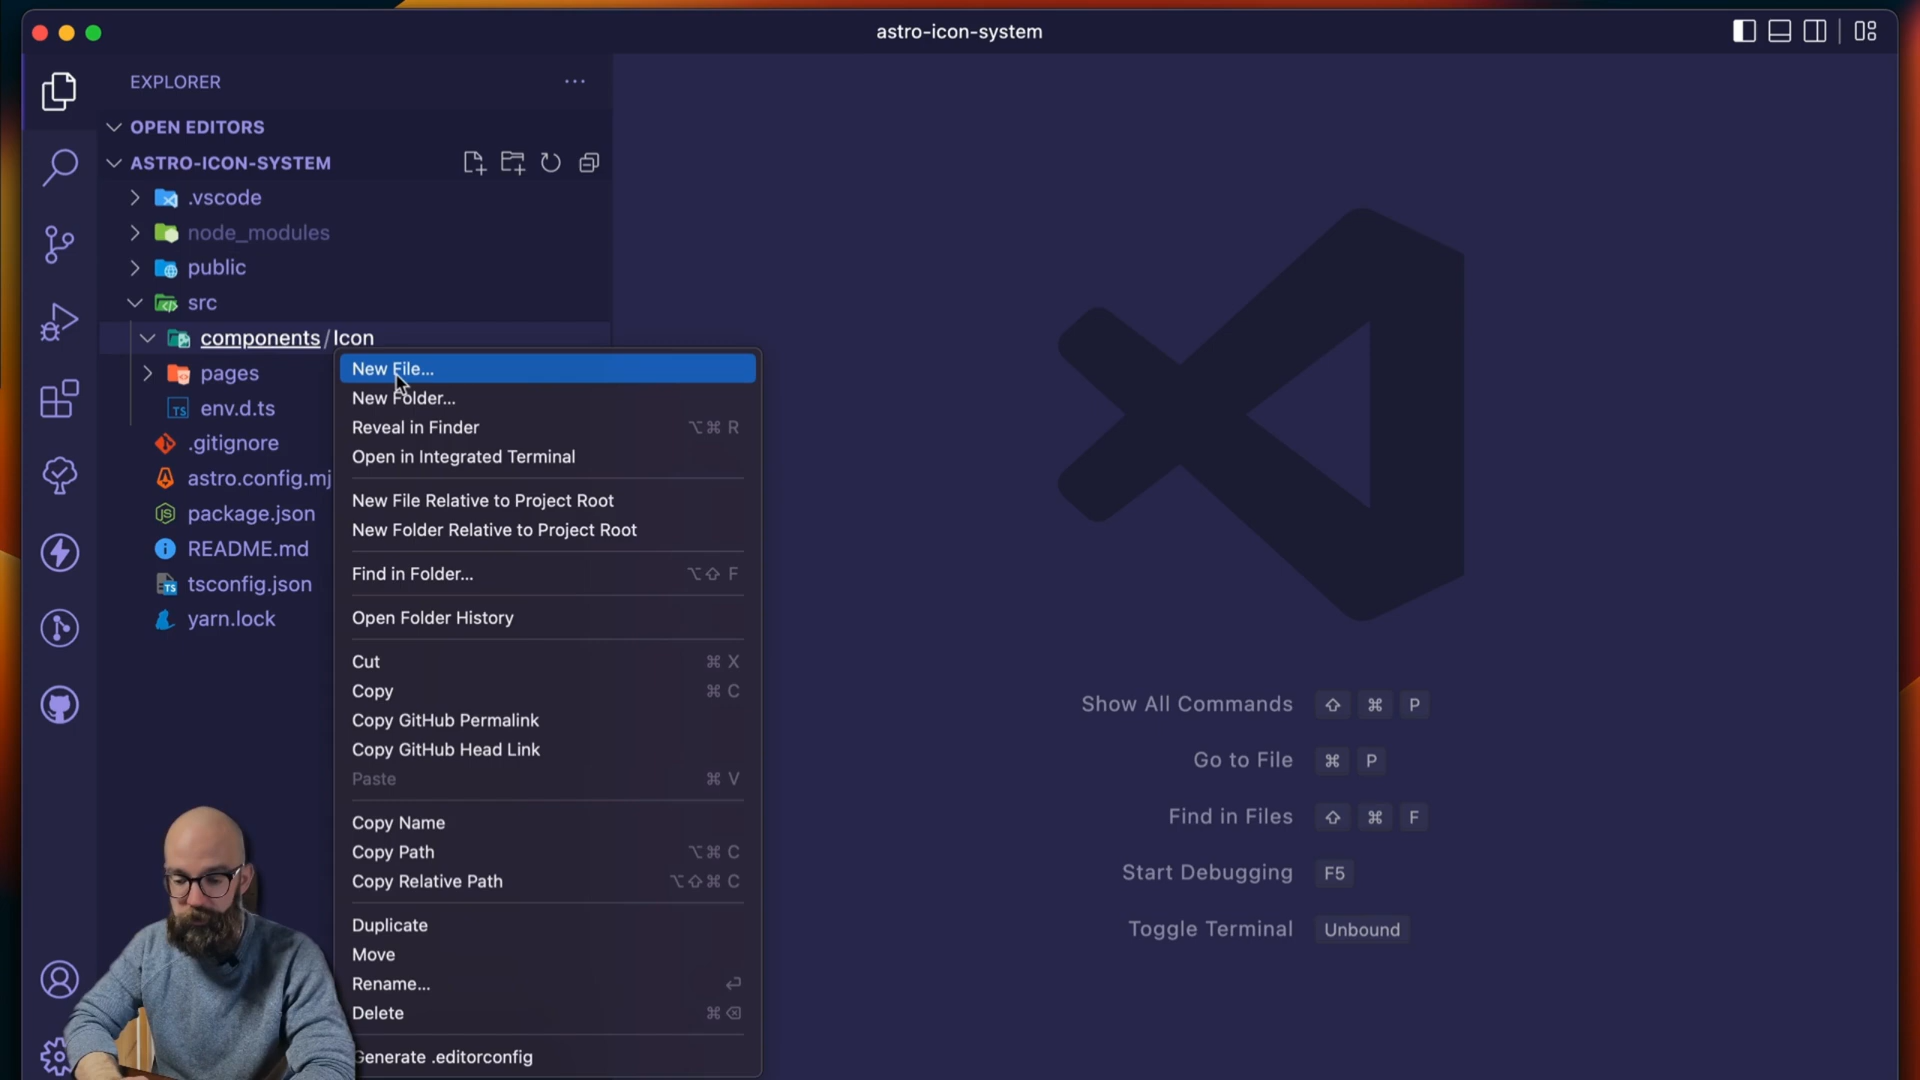 astro-icon-system
EXPLORER
OPEN EDITORS
ASTRO-ICON-SYSTEM
.vscode
node_modules
public
src
components/Icon
pages
TS env.d.ts
.gitignore
astro.config.mj
JS package.json
README.md
TS tsconfig.json
yarn.lock
New File...
New Folder...
Reveal in Finder ⌥⌘ R
Open in Integrated Terminal
New File Relative to Project Root
New Folder Relative to Project Root
Find in Folder... ⌥⇧ F
Open Folder History
Cut ⌘ X
Copy ⌘ C
Copy GitHub Permalink
Copy GitHub Head Link
Paste ⌘ V
Copy Name
Copy Path ⌥⌘ C
Copy Relative Path ⌥⇧⌘ C
Duplicate
Move
Rename... ⏎
Delete ⌘ ⌫
Generate .editorconfig
Show All Commands ⇧ ⌘ P
Go to File ⌘ P
Find in Files ⇧ ⌘ F
Start Debugging F5
Toggle Terminal Unbound